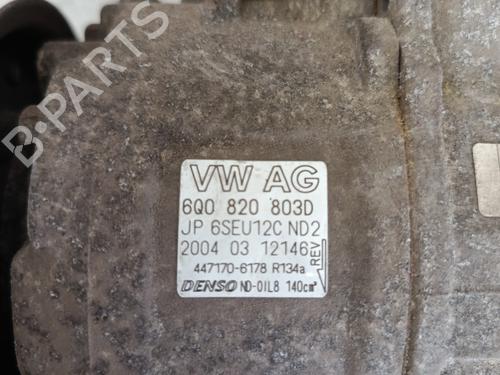 VW AG
6Q0 820 803D
JP 6SEU12C ND2
2004 03 12146
REV
447170-6178 R134a
DENSO ND-OIL8 140cm³
B-PARTS